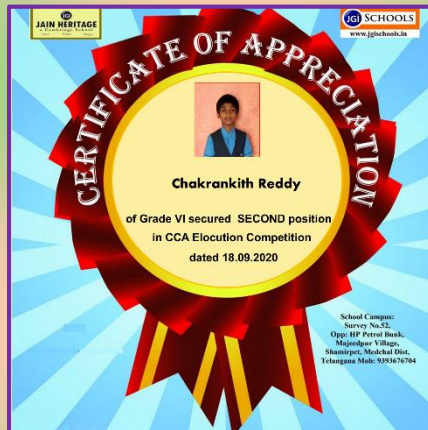 JGI
JAIN HERITAGE
a Cambridge School
JGI SCHOOLS
www.jgischools.in
CERTIFICATE OF APPRECIATION
Chakrankith Reddy
of Grade VI secured SECOND position
in CCA Elocution Competition
dated 18.09.2020
School Campus:
Survey No.52,
Opp: HP Petrol Bunk,
Majeedpur Village,
Shamirpet, Medchal Dist,
Telangana Mob: 9393676704